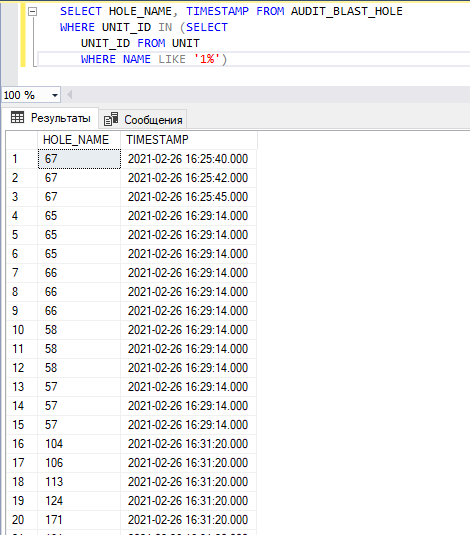 SELECT HOLE_NAME, TIMESTAMP FROM AUDIT_BLAST_HOLE
WHERE UNIT_ID IN (SELECT
UNIT_ID FROM UNIT
WHERE NAME LIKE '1%')
100 %
Результаты Сообщения
HOLE_NAME TIMESTAMP
1 67 2021-02-26 16:25:40.000
2 67 2021-02-26 16:25:42.000
3 67 2021-02-26 16:25:45.000
4 65 2021-02-26 16:29:14.000
5 65 2021-02-26 16:29:14.000
6 65 2021-02-26 16:29:14.000
7 66 2021-02-26 16:29:14.000
8 66 2021-02-26 16:29:14.000
9 66 2021-02-26 16:29:14.000
10 58 2021-02-26 16:29:14.000
11 58 2021-02-26 16:29:14.000
12 58 2021-02-26 16:29:14.000
13 57 2021-02-26 16:29:14.000
14 57 2021-02-26 16:29:14.000
15 57 2021-02-26 16:29:14.000
16 104 2021-02-26 16:31:20.000
17 106 2021-02-26 16:31:20.000
18 113 2021-02-26 16:31:20.000
19 124 2021-02-26 16:31:20.000
20 171 2021-02-26 16:31:20.000